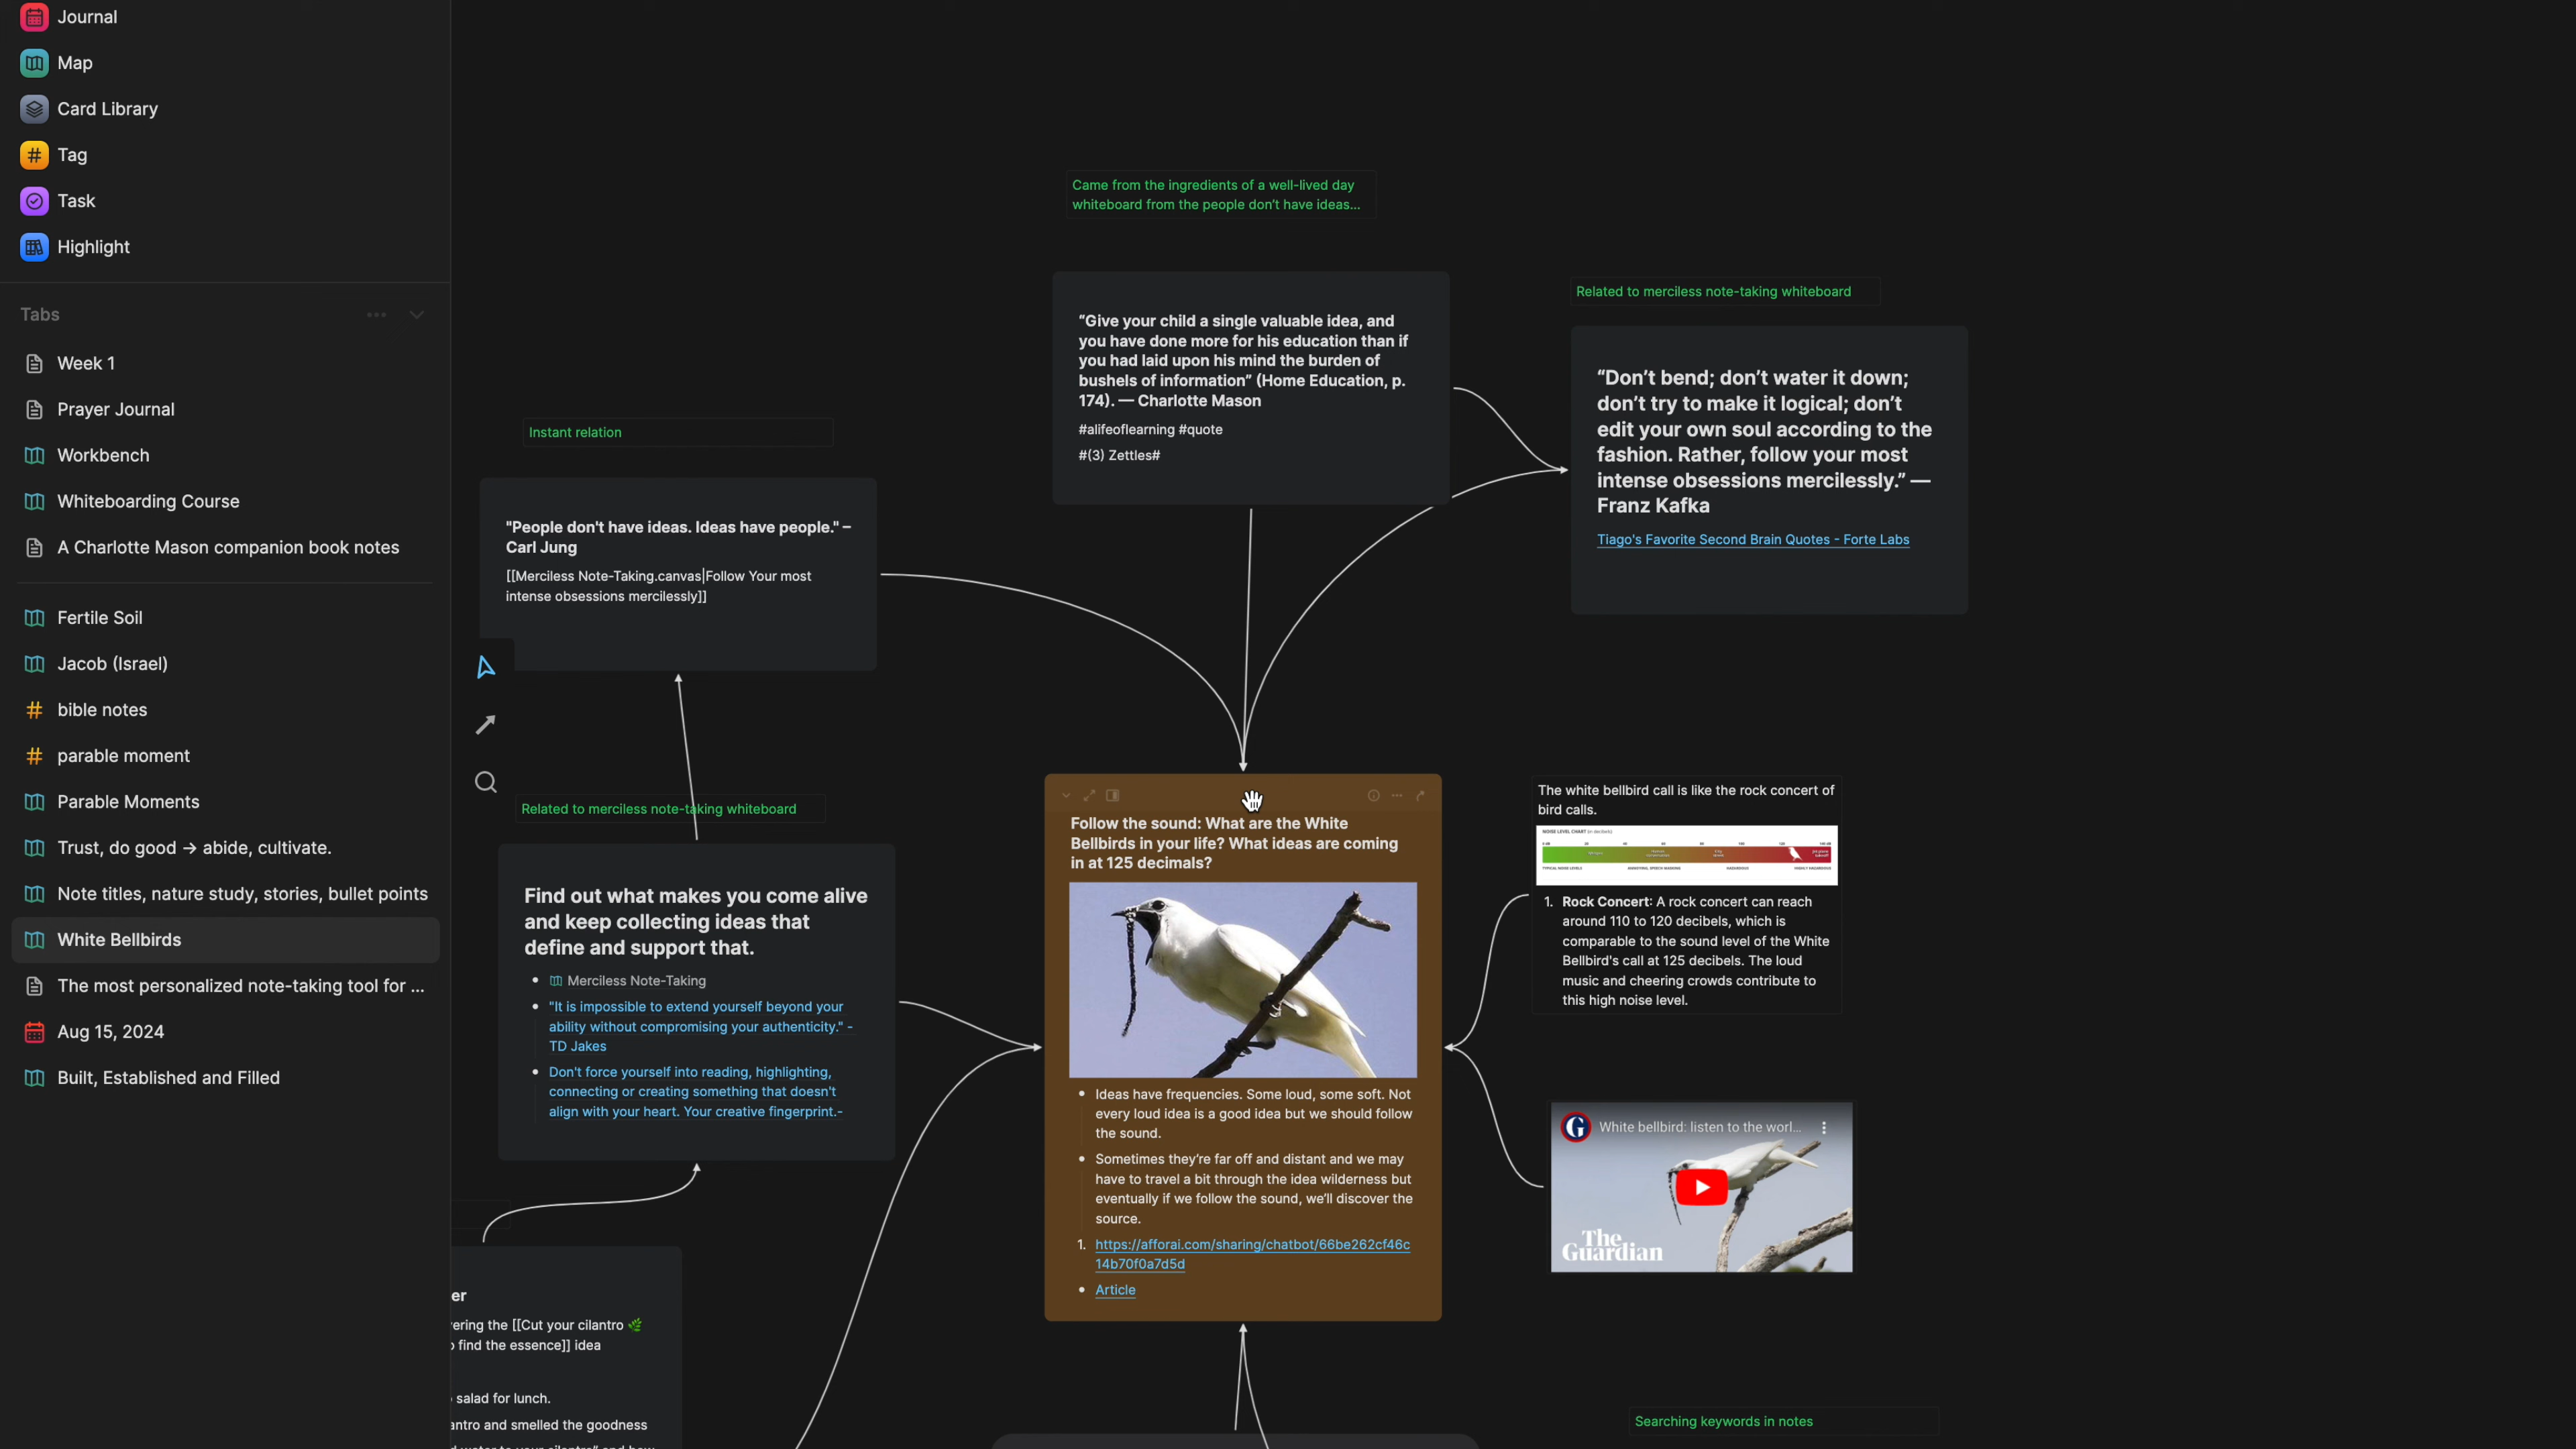 Journal
Map
Card Library
Tag
Task
Highlight
Tabs
Week 1
Prayer Journal
Workbench
Whiteboarding Course
A Charlotte Mason companion book notes
Fertile Soil
Jacob (Israel)
bible notes
parable moment
Parable Moments
Trust, do good → abide, cultivate.
Note titles, nature study, stories, bullet points
White Bellbirds
The most personalized note-taking tool for ...
Aug 15, 2024
Built, Established and Filled
Came from the ingredients of a well-lived day
whiteboard from the people don't have ideas...
“Give your child a single valuable idea, and
you have done more for his education than if
you had laid upon his mind the burden of
bushels of information” (Home Education, p.
174). — Charlotte Mason
#alifeoflearning #quote
#(3) Zettles#
Related to merciless note-taking whiteboard
“Don’t bend; don’t water it down;
don’t try to make it logical; don’t
edit your own soul according to the
fashion. Rather, follow your most
intense obsessions mercilessly.” —
Franz Kafka
Tiago's Favorite Second Brain Quotes - Forte Labs
Instant relation
"People don't have ideas. Ideas have people." –
Carl Jung
[[Merciless Note-Taking.canvas|Follow Your most
intense obsessions mercilessly]]
Related to merciless note-taking whiteboard
Find out what makes you come alive
and keep collecting ideas that
define and support that.
Merciless Note-Taking
"It is impossible to extend yourself beyond your
ability without compromising your authenticity." -
TD Jakes
Don't force yourself into reading, highlighting,
connecting or creating something that doesn't
align with your heart. Your creative fingerprint.-
Follow the sound: What are the White
Bellbirds in your life? What ideas are coming
in at 125 decimals?
Ideas have frequencies. Some loud, some soft. Not
every loud idea is a good idea but we should follow
the sound.
Sometimes they’re far off and distant and we may
have to travel a bit through the idea wilderness but
eventually if we follow the sound, we’ll discover the
source.
1. https://afforai.com/sharing/chatbot/66be262cf46c
14b70f0a7d5d
Article
The white bellbird call is like the rock concert of
bird calls.
NOISE LEVEL CHART
1. Rock Concert: A rock concert can reach
around 110 to 120 decibels, which is
comparable to the sound level of the White
Bellbird's call at 125 decibels. The loud
music and cheering crowds contribute to
this high noise level.
G White bellbird: listen to the worl...
The
Guardian
er
ering the [[Cut your cilantro 🌿
find the essence]] idea
salad for lunch.
antro and smelled the goodness
Searching keywords in notes